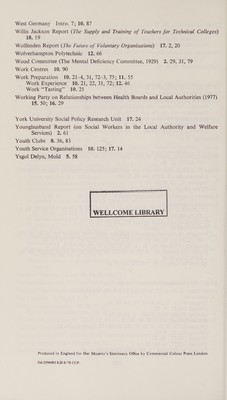 West Germany Intro. 7; 10. 87
Willis Jackson Report (The Supply and Training of Teachers for Technical Colleges)
18. 19
Wolfenden Report (The Future of Voluntary Organisations) 17. 2, 20
Wolverhampton Polytechnic 12. 66
Wood Committee (The Mental Deficiency Committee, 1929) 2. 29, 31, 79
Work Centres 10. 90
Work Preparation 10. 21-4, 31, 72-3, 75; 11. 55
Work Experience 10. 21, 22, 31, 72; 12. 46
Work "Tasting" 10. 21
Working Party on Relationships between Health Boards and Local Authorities (1977)
15. 50; 16. 29
York University Social Policy Research Unit 17. 24
Younghusband Report (on Social Workers in the Local Authority and Welfare
Services) 2. 61
Youth Clubs 8. 36, 83
Youth Service Organisations 10. 125; 17. 14
Ysgol Delyn, Mold 5. 58
WELLCOME LIBRARY
Produced in England for Her Majesty's Stationery Office by Commercial Colour Press London